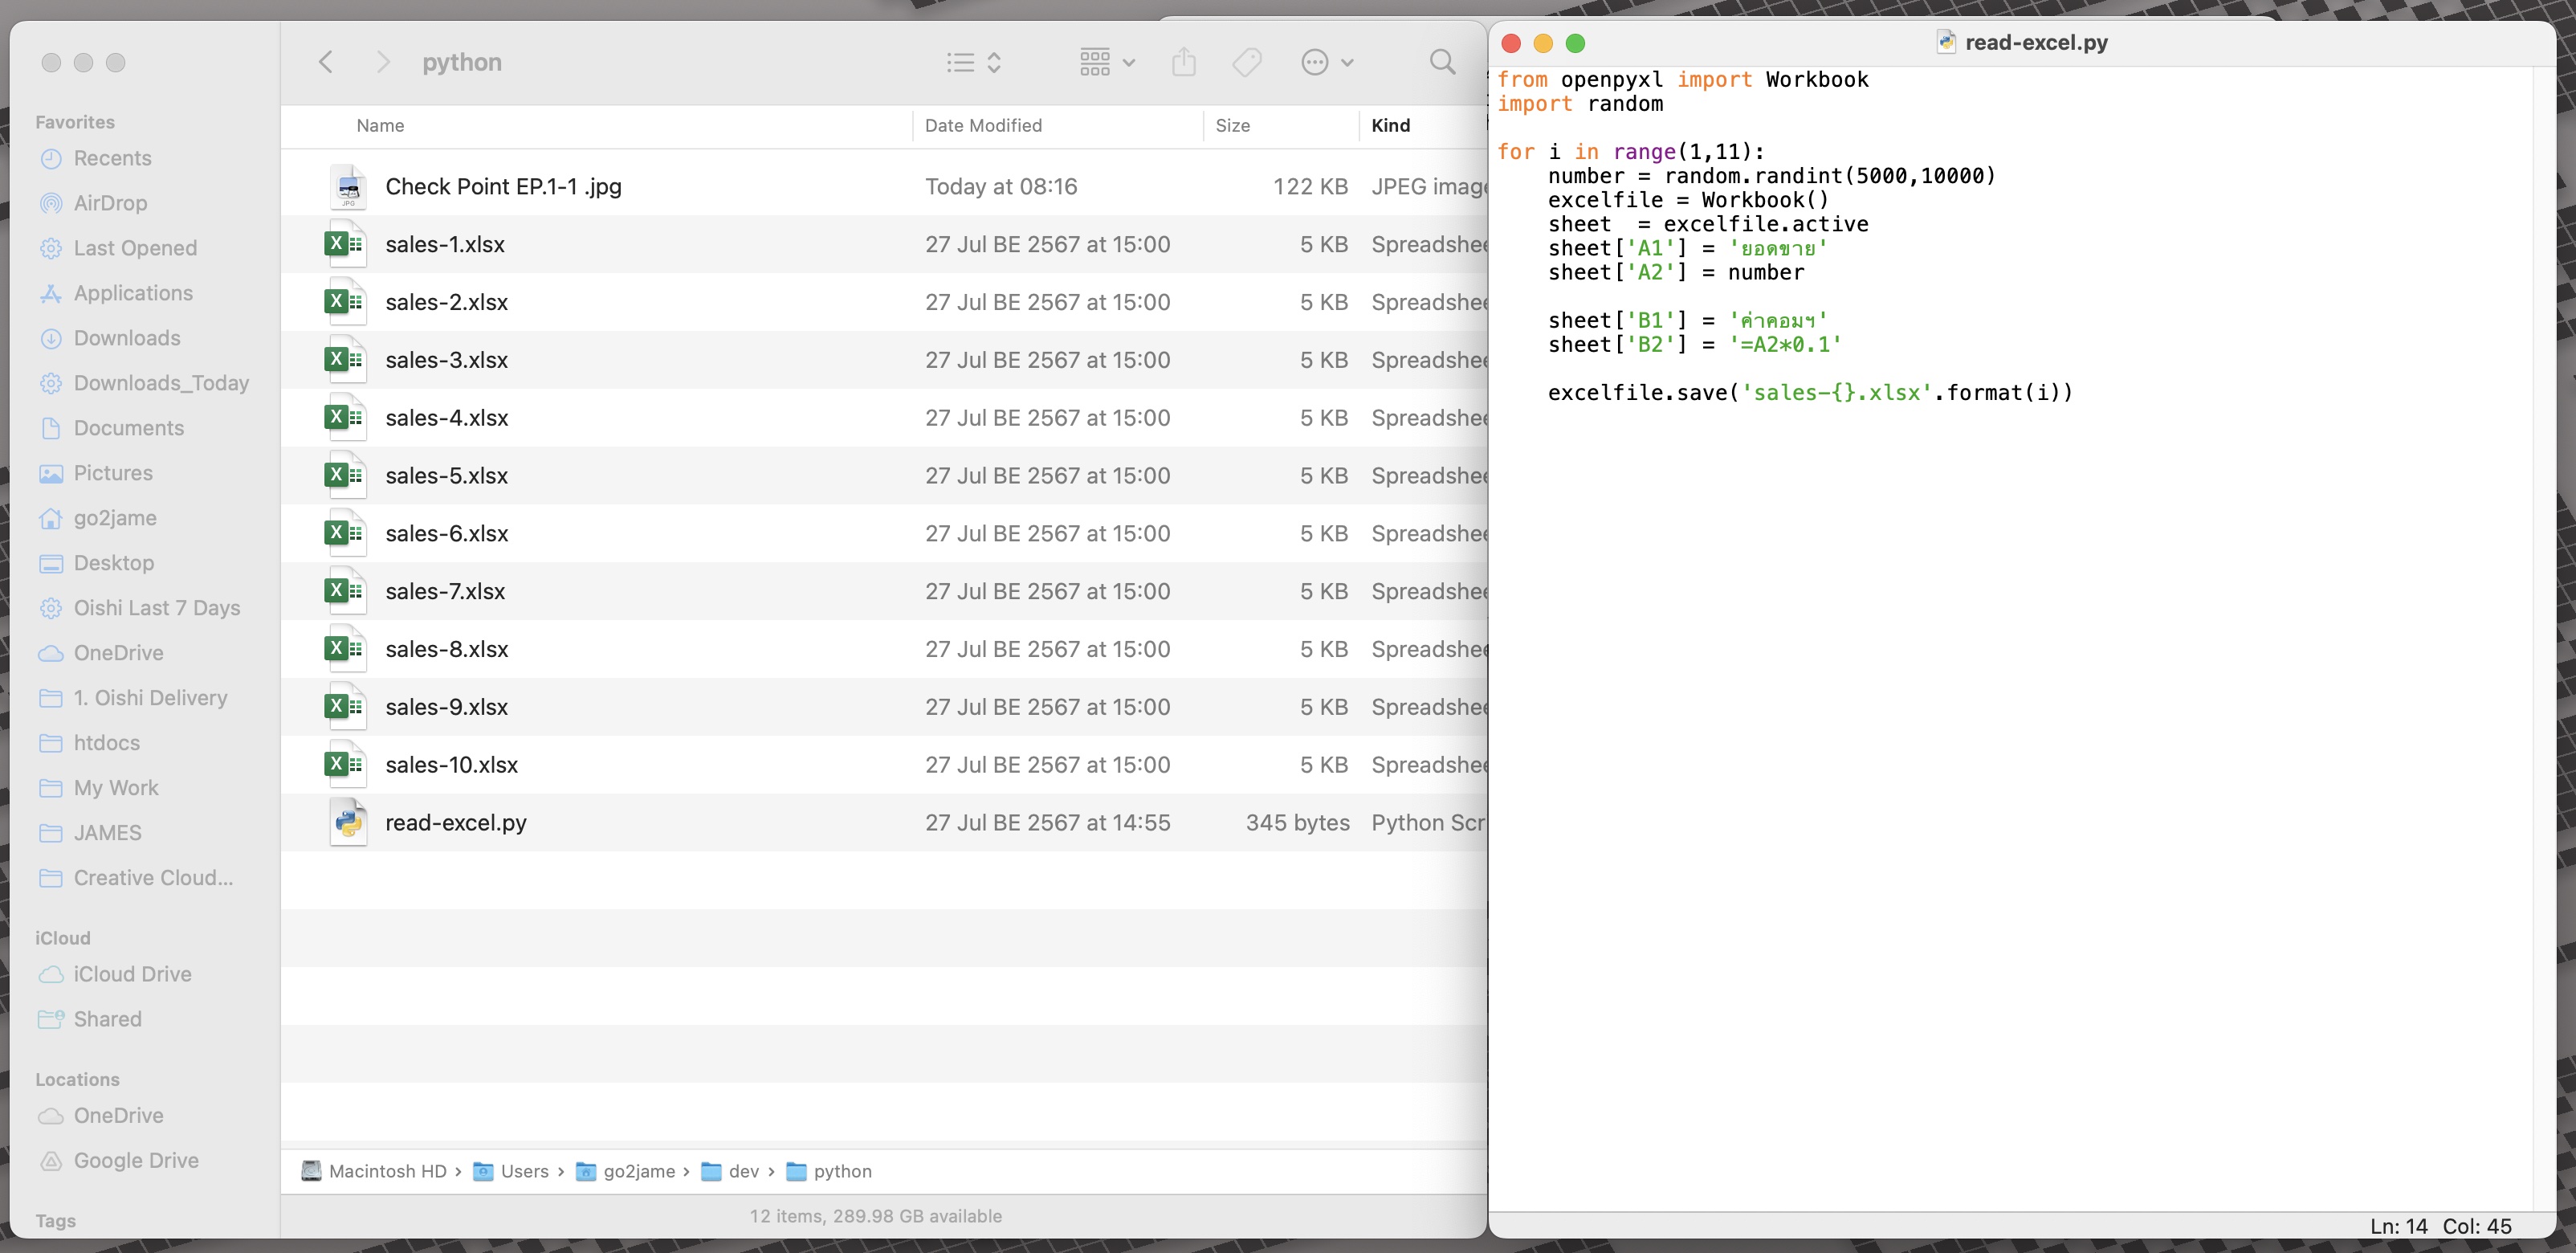 python
Favorites
Recents
AirDrop
Last Opened
Applications
Downloads
Downloads_Today
Documents
Pictures
go2jame
Desktop
Oishi Last 7 Days
OneDrive
1. Oishi Delivery
htdocs
My Work
JAMES
Creative Cloud...
iCloud
iCloud Drive
Shared
Locations
OneDrive
Google Drive
Tags
Name Date Modified Size Kind
Check Point EP.1-1 .jpg Today at 08:16 122 KB JPEG image
sales-1.xlsx 27 Jul BE 2567 at 15:00 5 KB Spreadshee
sales-2.xlsx 27 Jul BE 2567 at 15:00 5 KB Spreadshee
sales-3.xlsx 27 Jul BE 2567 at 15:00 5 KB Spreadshee
sales-4.xlsx 27 Jul BE 2567 at 15:00 5 KB Spreadshee
sales-5.xlsx 27 Jul BE 2567 at 15:00 5 KB Spreadshee
sales-6.xlsx 27 Jul BE 2567 at 15:00 5 KB Spreadshee
sales-7.xlsx 27 Jul BE 2567 at 15:00 5 KB Spreadshee
sales-8.xlsx 27 Jul BE 2567 at 15:00 5 KB Spreadshee
sales-9.xlsx 27 Jul BE 2567 at 15:00 5 KB Spreadshee
sales-10.xlsx 27 Jul BE 2567 at 15:00 5 KB Spreadshee
read-excel.py 27 Jul BE 2567 at 14:55 345 bytes Python Scr
Macintosh HD › Users › go2jame › dev › python
12 items, 289.98 GB available
read-excel.py
from openpyxl import Workbook
import random
for i in range(1,11):
    number = random.randint(5000,10000)
    excelfile = Workbook()
    sheet  = excelfile.active
    sheet['A1'] = 'ยอดขาย'
    sheet['A2'] = number
    sheet['B1'] = 'ค่าคอมฯ'
    sheet['B2'] = '=A2*0.1'
    excelfile.save('sales-{}.xlsx'.format(i))
Ln: 14 Col: 45